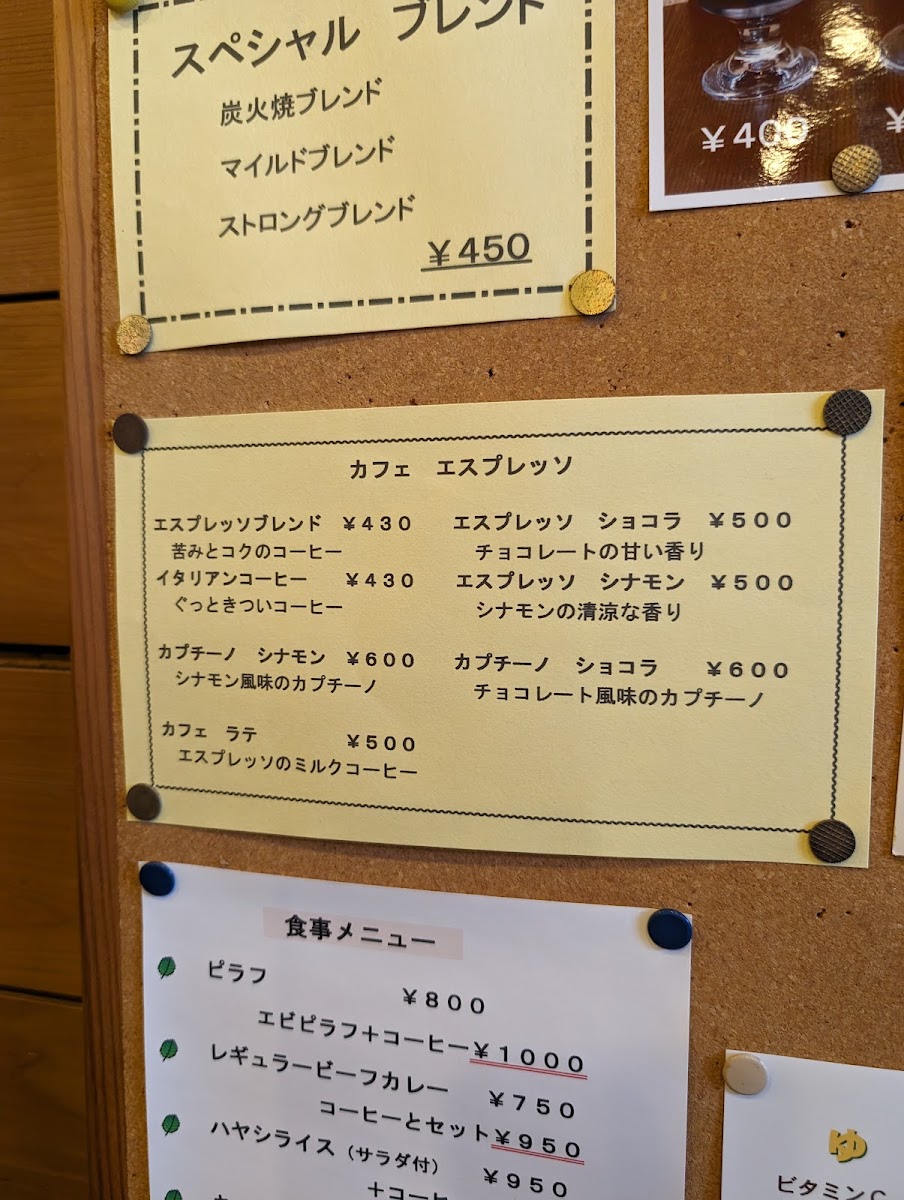 スペシャル ブレンド
炭火焼ブレンド
マイルドブレンド
ストロングブレンド
￥450
￥400
カフェ エスプレッソ
エスプレッソブレンド ￥430
苦みとコクのコーヒー
イタリアンコーヒー ￥430
ぐっときついコーヒー
カプチーノ シナモン ￥600
シナモン風味のカプチーノ
カフェ ラテ ￥500
エスプレッソのミルクコーヒー
エスプレッソ ショコラ ￥500
チョコレートの甘い香り
エスプレッソ シナモン ￥500
シナモンの清涼な香り
カプチーノ ショコラ ￥600
チョコレート風味のカプチーノ
食事メニュー
ピラフ
￥800
エビピラフ＋コーヒー￥1000
レギュラービーフカレー
￥750
コーヒーとセット￥950
ハヤシライス（サラダ付）
￥950
＋コーヒ
ゆ
ビタミンC